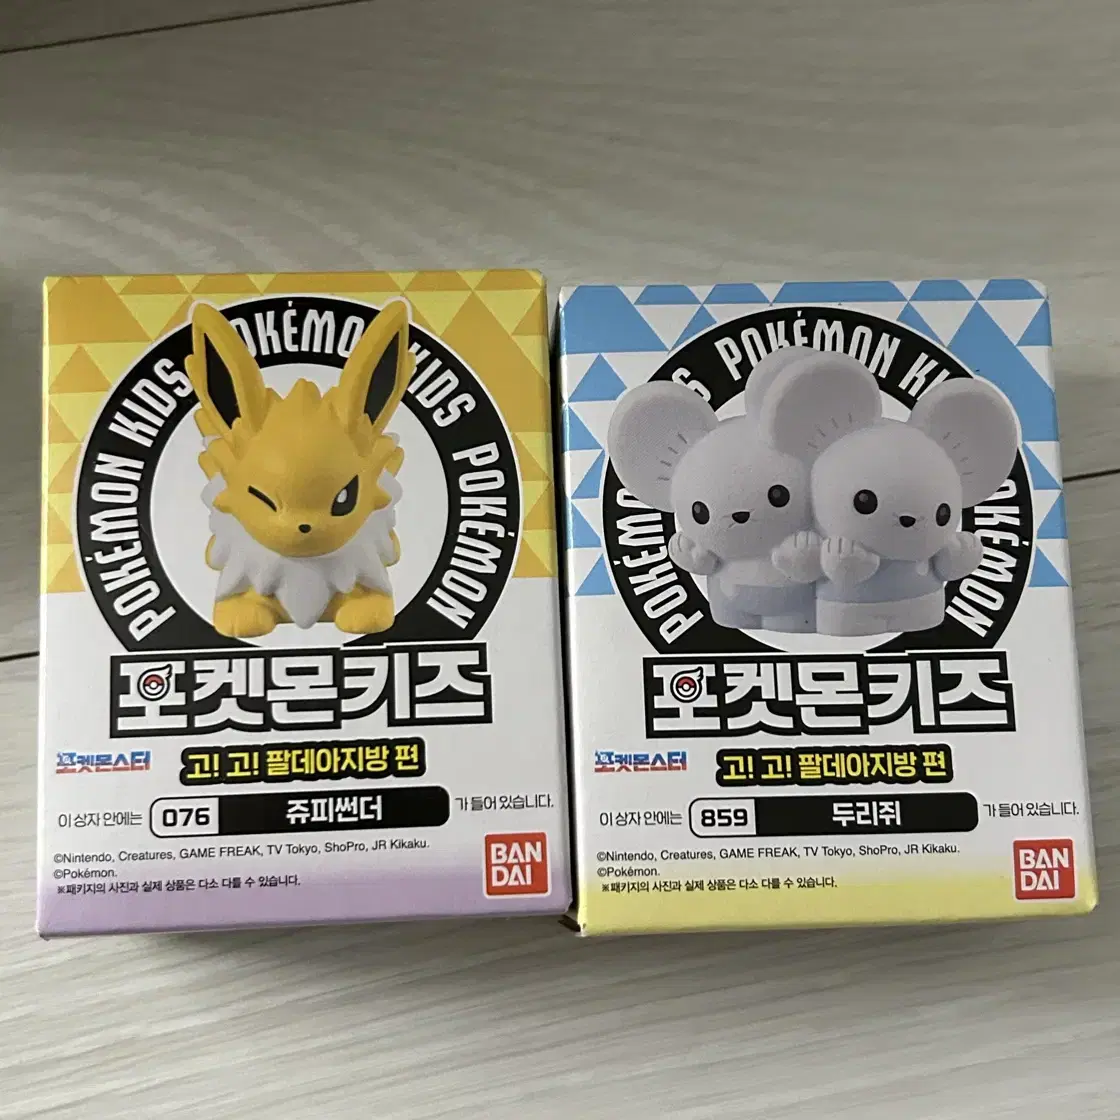 POKÉMON KIDS POKÉMON KIDS POKÉMON
포켓몬키즈
포켓몬스터
고! 고! 팔데아지방 편
이 상자 안에는 076 쥬피썬더 가 들어 있습니다.
©Nintendo, Creatures, GAME FREAK, TV Tokyo, ShoPro, JR Kikaku.
©Pokémon.
※패키지의 사진과 실제 상품은 다소 다를 수 있습니다.
BAN
DAI
POKÉMON KI
포켓몬키즈
포켓몬스터
고! 고! 팔데아지방 편
이 상자 안에는 859 두리쥐 가 들어 있습니다.
©Nintendo, Creatures, GAME FREAK, TV Tokyo, ShoPro, JR Kikaku.
©Pokémon.
※패키지의 사진과 실제 상품은 다소 다를 수 있습니다.
BAN
DAI